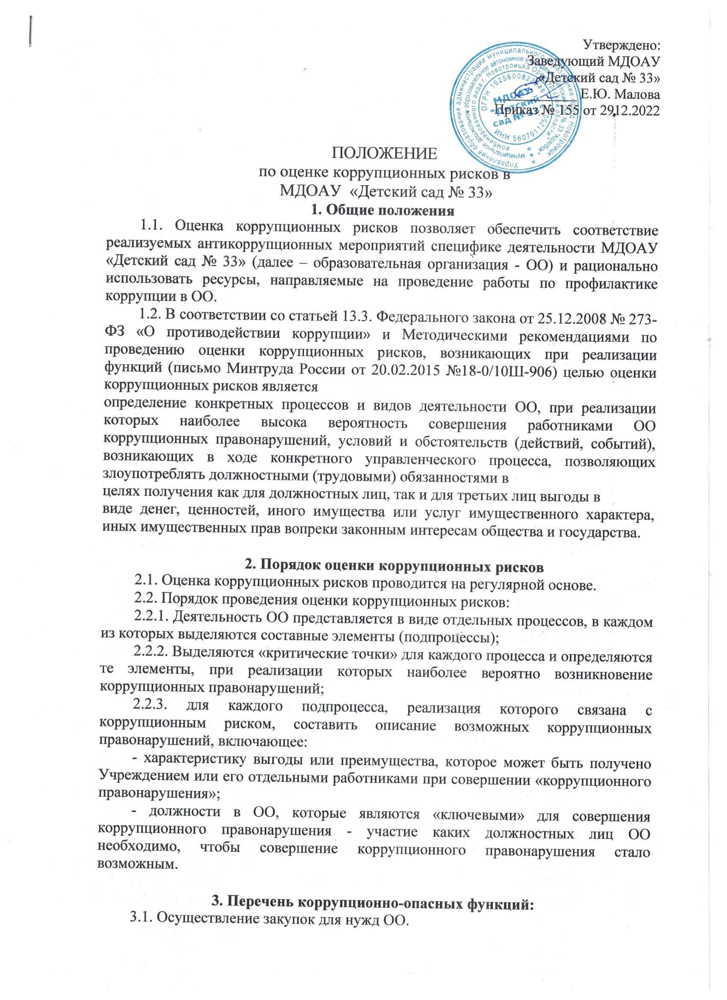 Утверждено:
Заведующий МДОАУ
«Детский сад № 33»
Е.Ю. Малова
Приказ № 155 от 2912.2022
Управление образования администрации муниципального образования город Новотроицк
муниципальное дошкольное образовательное автономное учреждение "Детский сад № 33 "Колобок"
комбинированного вида г. Новотроицка Оренбургской области"
ОГРН 1025600822246
ИНН 5607011250
МДОАУ
"Детский
сад № 33"
ПОЛОЖЕНИЕ
по оценке коррупционных рисков в
МДОАУ «Детский сад № 33»
1. Общие положения
1.1. Оценка коррупционных рисков позволяет обеспечить соответствие
реализуемых антикоррупционных мероприятий специфике деятельности МДОАУ
«Детский сад № 33» (далее – образовательная организация - ОО) и рационально
использовать ресурсы, направляемые на проведение работы по профилактике
коррупции в ОО.
1.2. В соответствии со статьей 13.3. Федерального закона от 25.12.2008 № 273-
ФЗ «О противодействии коррупции» и Методическими рекомендациями по
проведению оценки коррупционных рисков, возникающих при реализации
функций (письмо Минтруда России от 20.02.2015 №18-0/10Ш-906) целью оценки
коррупционных рисков является
определение конкретных процессов и видов деятельности ОО, при реализации
которых наиболее высока вероятность совершения работниками ОО
коррупционных правонарушений, условий и обстоятельств (действий, событий),
возникающих в ходе конкретного управленческого процесса, позволяющих
злоупотреблять должностными (трудовыми) обязанностями в
целях получения как для должностных лиц, так и для третьих лиц выгоды в
виде денег, ценностей, иного имущества или услуг имущественного характера,
иных имущественных прав вопреки законным интересам общества и государства.
2. Порядок оценки коррупционных рисков
2.1. Оценка коррупционных рисков проводится на регулярной основе.
2.2. Порядок проведения оценки коррупционных рисков:
2.2.1. Деятельность ОО представляется в виде отдельных процессов, в каждом
из которых выделяются составные элементы (подпроцессы);
2.2.2. Выделяются «критические точки» для каждого процесса и определяются
те элементы, при реализации которых наиболее вероятно возникновение
коррупционных правонарушений;
2.2.3. для каждого подпроцесса, реализация которого связана с
коррупционным риском, составить описание возможных коррупционных
правонарушений, включающее:
- характеристику выгоды или преимущества, которое может быть получено
Учреждением или его отдельными работниками при совершении «коррупционного
правонарушения»;
- должности в ОО, которые являются «ключевыми» для совершения
коррупционного правонарушения - участие каких должностных лиц ОО
необходимо, чтобы совершение коррупционного правонарушения стало
возможным.
3. Перечень коррупционно-опасных функций:
3.1. Осуществление закупок для нужд ОО.